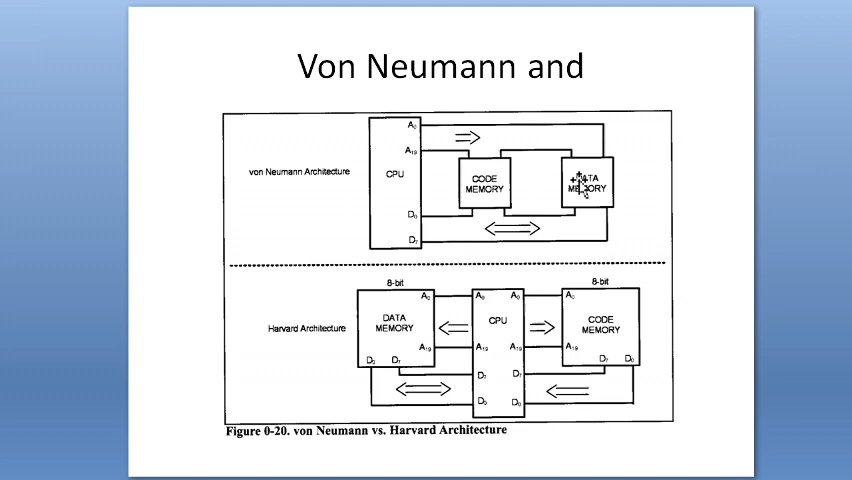 Von Neumann and
A0
von Neumann Architecture
A19
CPU
CODE
MEMORY
MEMORY
D0
D7
8-bit
8-bit
A0
A0
A0
A0
DATA
MEMORY
CPU
CODE
MEMORY
Harvard Architecture
A19
A19
A19
A19
D0
D7
D7
D0
D7
D7
D0
D0
Figure 0-20. von Neumann vs. Harvard Architecture